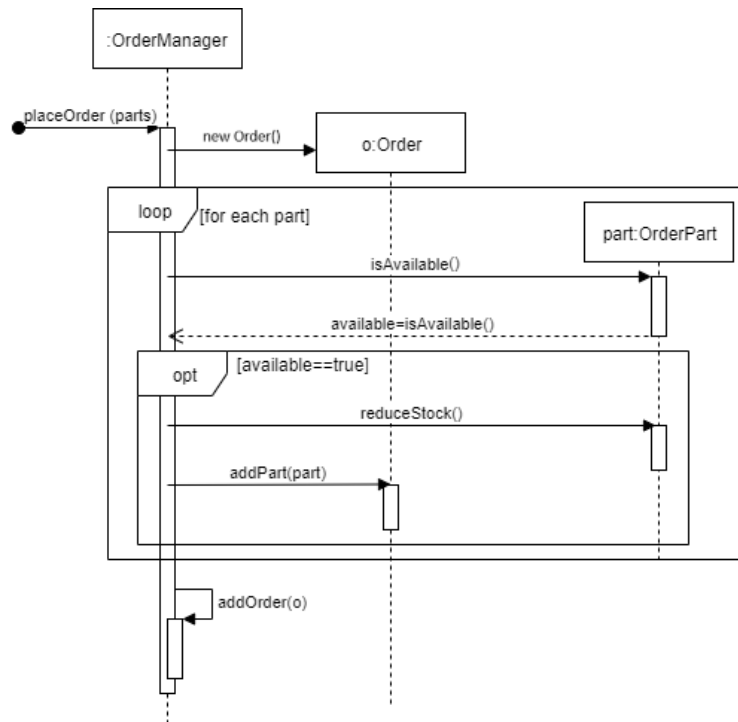 :OrderManager
placeOrder (parts)
new Order()
o:Order
loop
[for each part]
part:OrderPart
isAvailable()
available=isAvailable()
opt
[available==true]
reduceStock()
addPart(part)
addOrder(o)